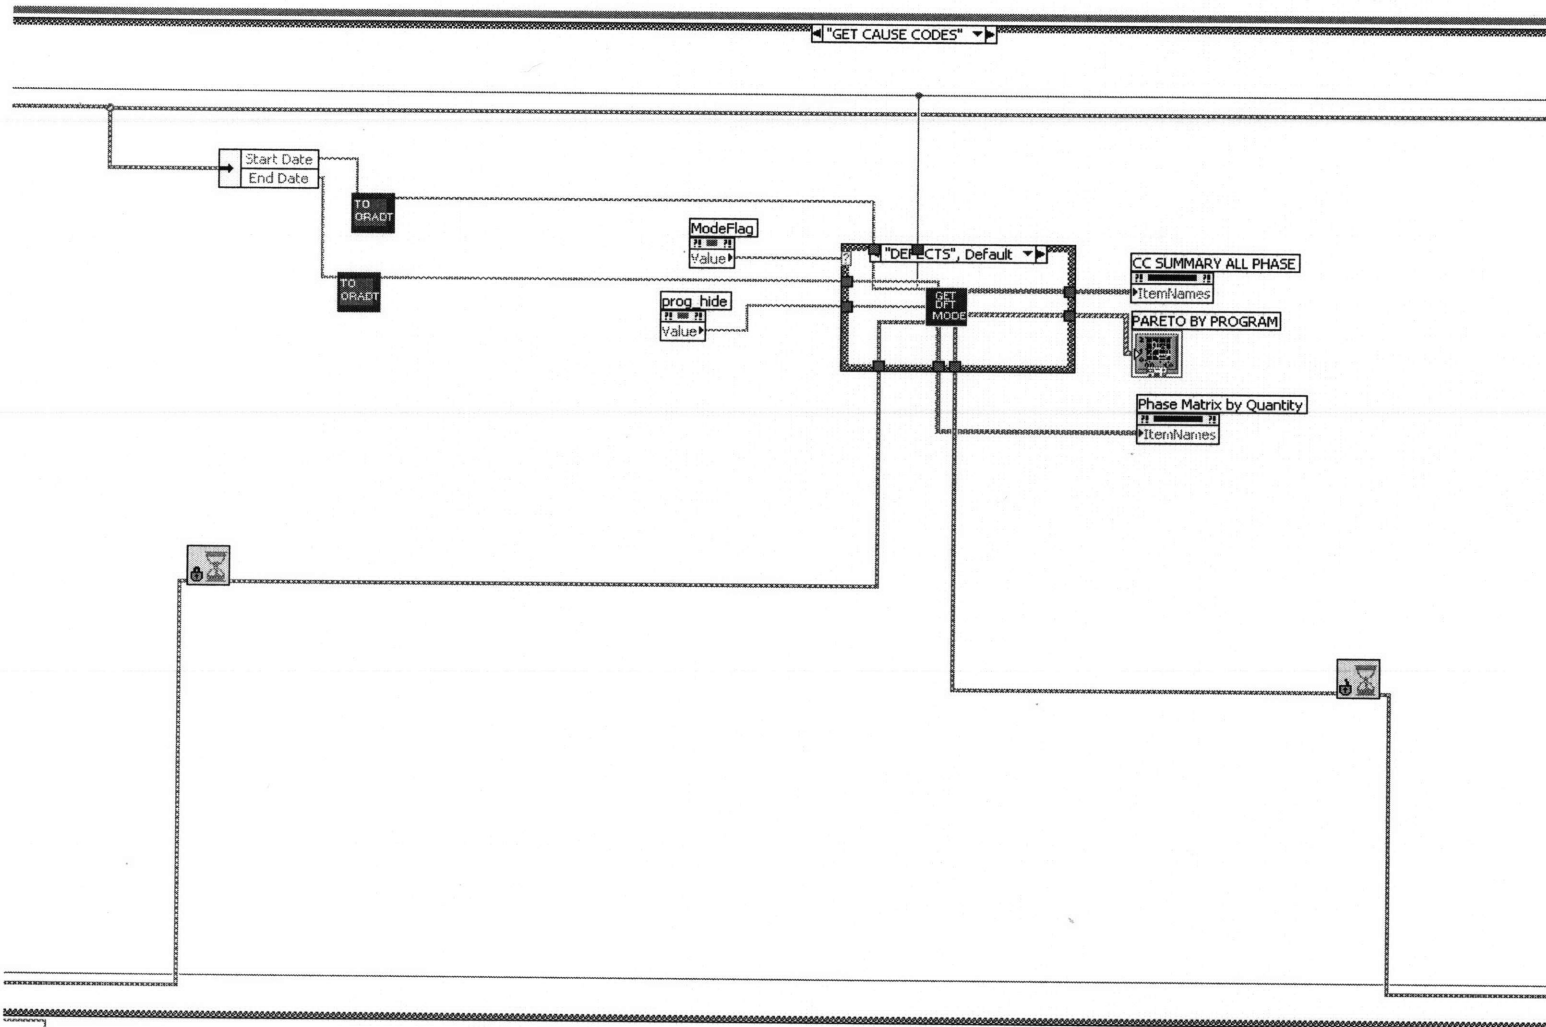 "GET CAUSE CODES"
Start Date
End Date
TO
ORADT
ModeFlag
?! ?!
Value
"DEFECTS", Default
?
CC SUMMARY ALL PHASE
?! ?!
ItemNames
TO
ORADT
prog_hide
?! ?!
Value
GET
DFT
MODE
PARETO BY PROGRAM
Phase Matrix by Quantity
?! ?!
ItemNames